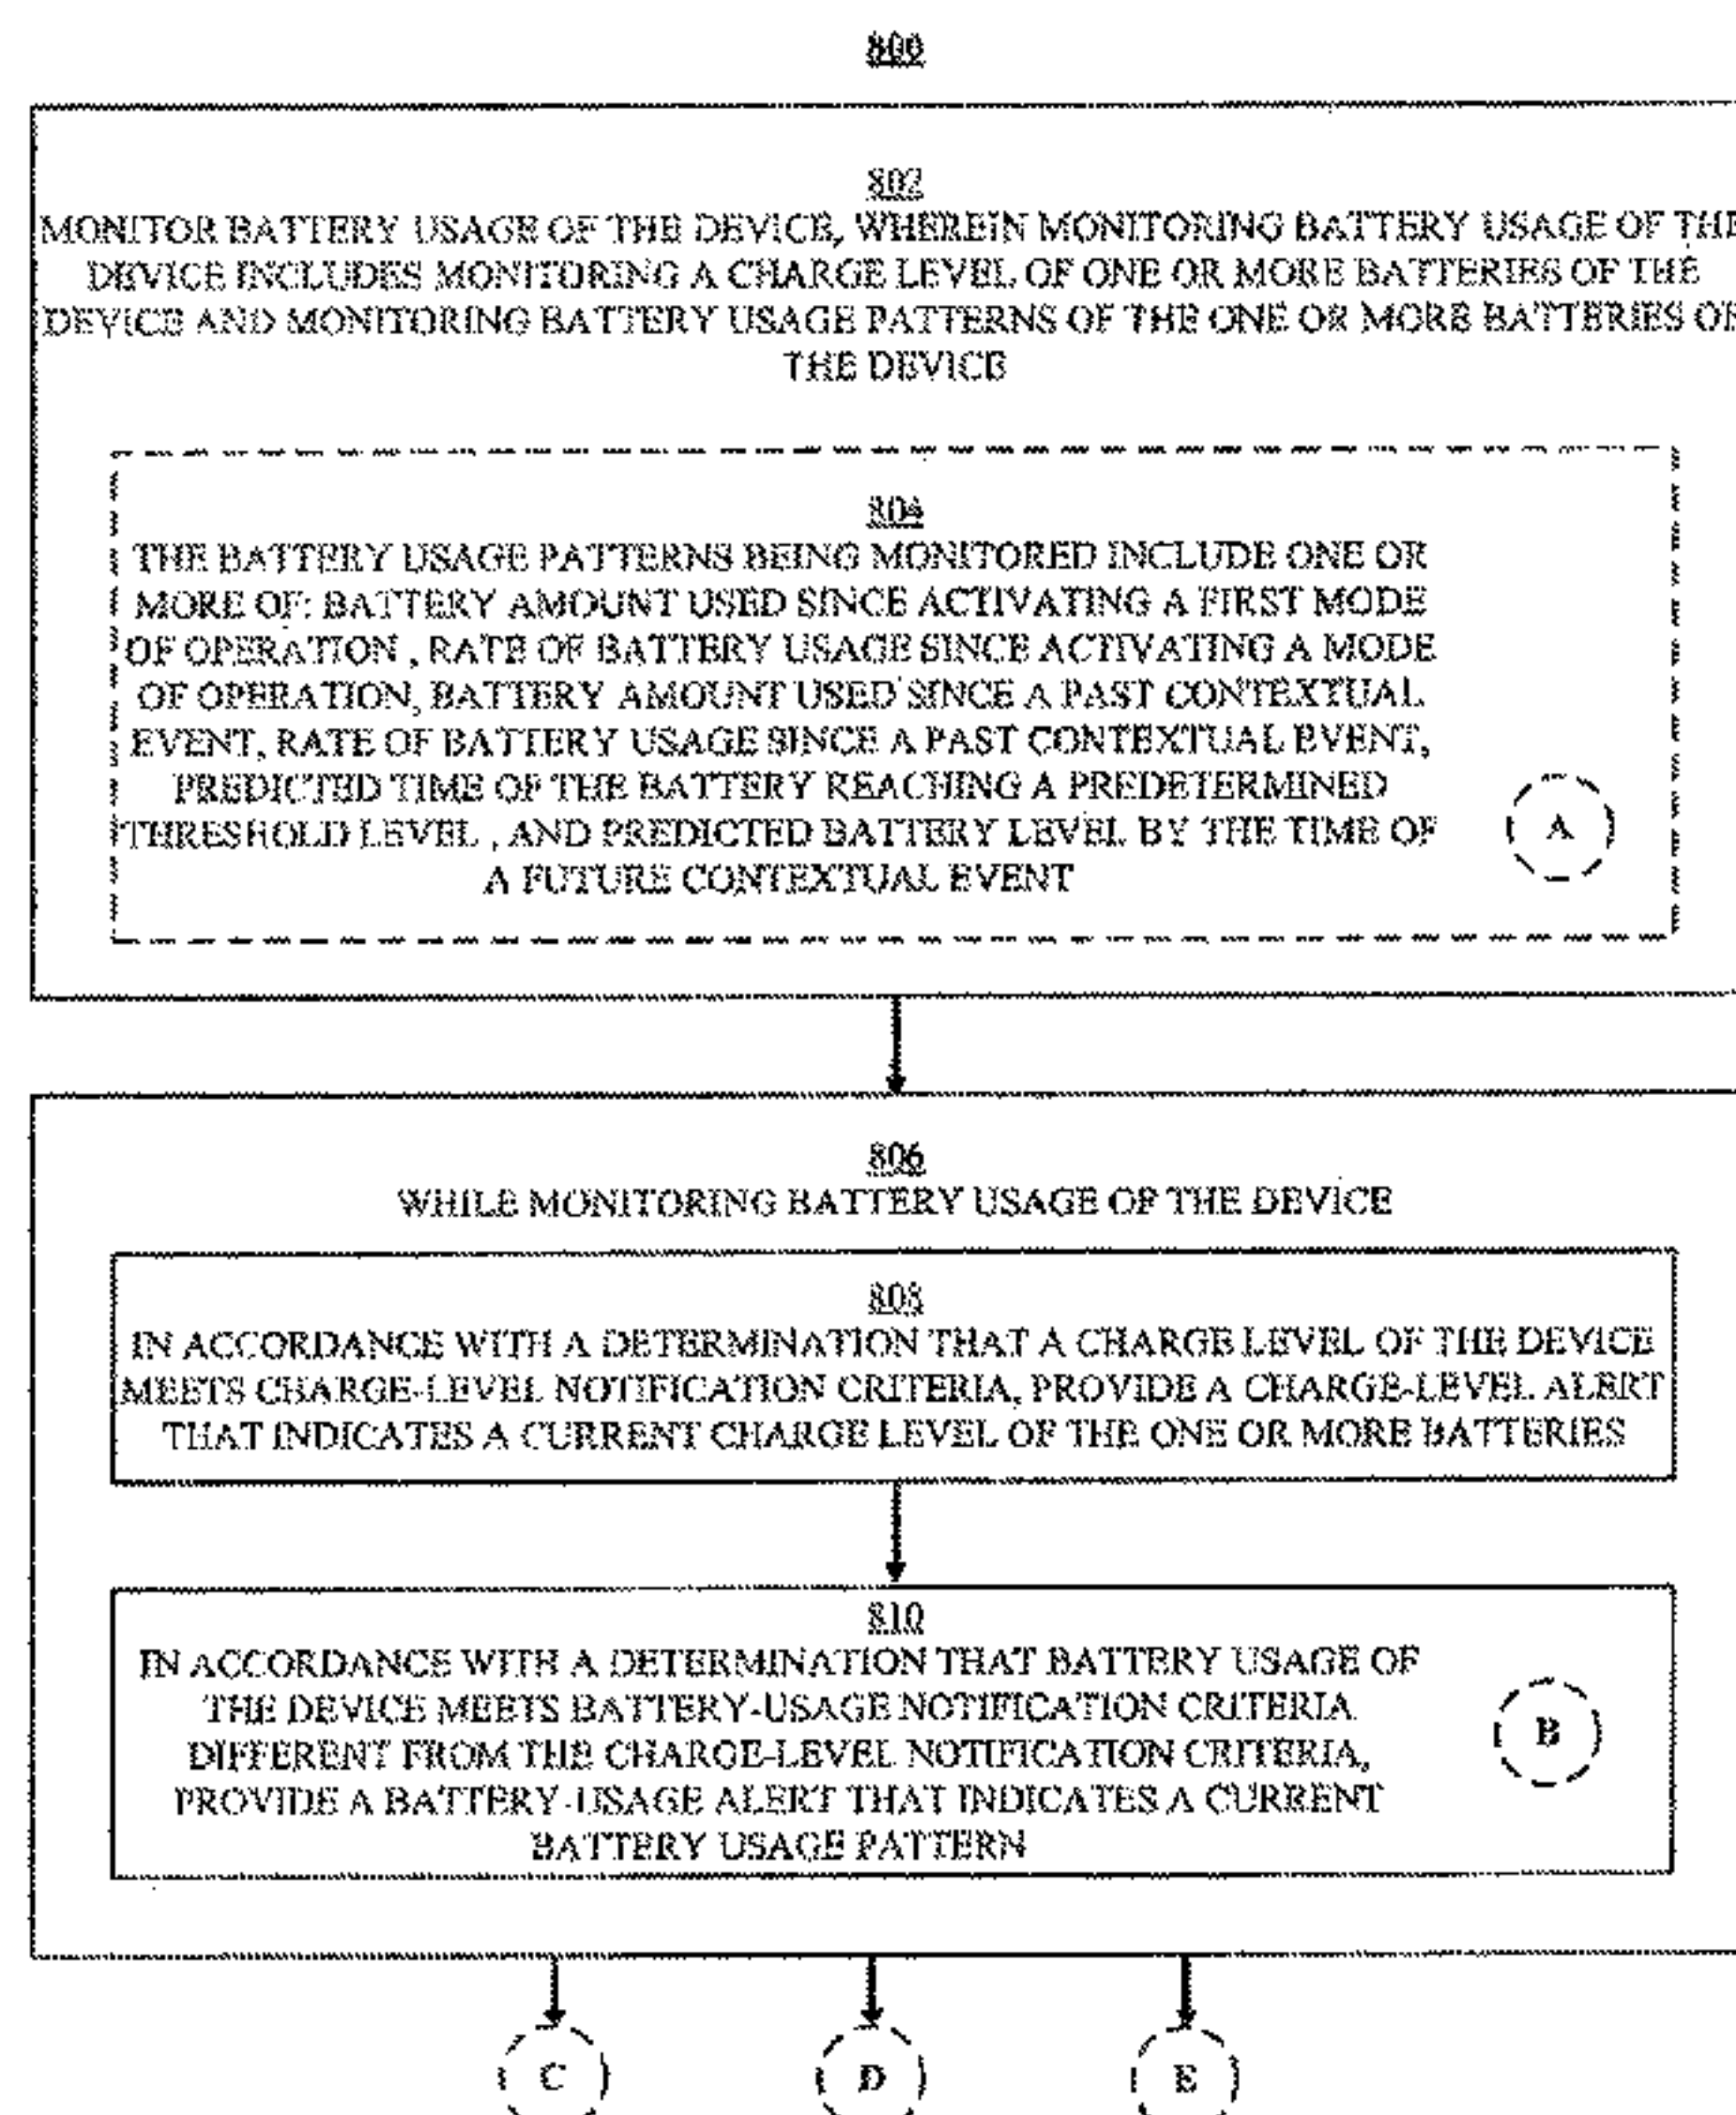 800
802
MONITOR BATTERY USAGE OF THE DEVICE, WHEREIN MONITORING BATTERY USAGE OF THE
DEVICE INCLUDES MONITORING A CHARGE LEVEL OF ONE OR MORE BATTERIES OF THE
DEVICE AND MONITORING BATTERY USAGE PATTERNS OF THE ONE OR MORE BATTERIES OF
THE DEVICE
804
THE BATTERY USAGE PATTERNS BEING MONITORED INCLUDE ONE OR
MORE OF: BATTERY AMOUNT USED SINCE ACTIVATING A FIRST MODE
OF OPERATION , RATE OF BATTERY USAGE SINCE ACTIVATING A MODE
OF OPERATION, BATTERY AMOUNT USED SINCE A PAST CONTEXTUAL
EVENT, RATE OF BATTERY USAGE SINCE A PAST CONTEXTUAL EVENT,
PREDICTED TIME OF THE BATTERY REACHING A PREDETERMINED
THRESHOLD LEVEL , AND PREDICTED BATTERY LEVEL BY THE TIME OF
A FUTURE CONTEXTUAL EVENT
A
806
WHILE MONITORING BATTERY USAGE OF THE DEVICE
808
IN ACCORDANCE WITH A DETERMINATION THAT A CHARGE LEVEL OF THE DEVICE
MEETS CHARGE-LEVEL NOTIFICATION CRITERIA, PROVIDE A CHARGE-LEVEL ALERT
THAT INDICATES A CURRENT CHARGE LEVEL OF THE ONE OR MORE BATTERIES
810
IN ACCORDANCE WITH A DETERMINATION THAT BATTERY USAGE OF
THE DEVICE MEETS BATTERY-USAGE NOTIFICATION CRITERIA
DIFFERENT FROM THE CHARGE-LEVEL NOTIFICATION CRITERIA,
PROVIDE A BATTERY-USAGE ALERT THAT INDICATES A CURRENT
BATTERY USAGE PATTERN
B
C
D
E